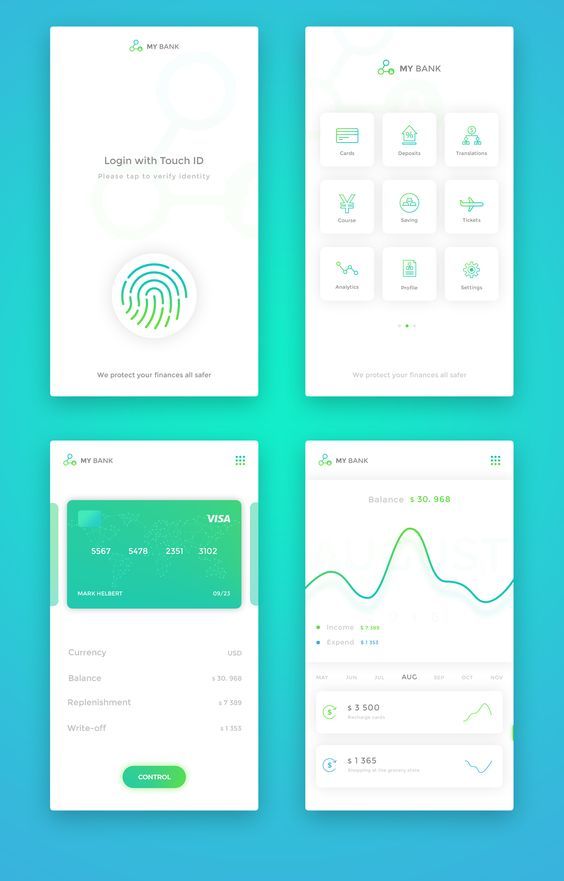 MY BANK
Login with Touch ID
Please tap to verify identity
We protect your finances all safer
MY BANK
Cards
Deposits
Translations
Course
Saving
Tickets
Analytics
Profile
Settings
We protect your finances all safer
MY BANK
VISA
5567 5478 2351 3102
MARK HELBERT 09/23
Currency USD
Balance $ 30. 968
Replenishment $ 7 389
Write-off $ 1 353
CONTROL
MY BANK
Balance $ 30. 968
AUGUST
Income $ 7 389
Expend $ 1 353
MAY JUN JUL AUG SEP OCT NOV
$ 3 500
Recharge cards
$ 1 365
Shopping at the grocery store